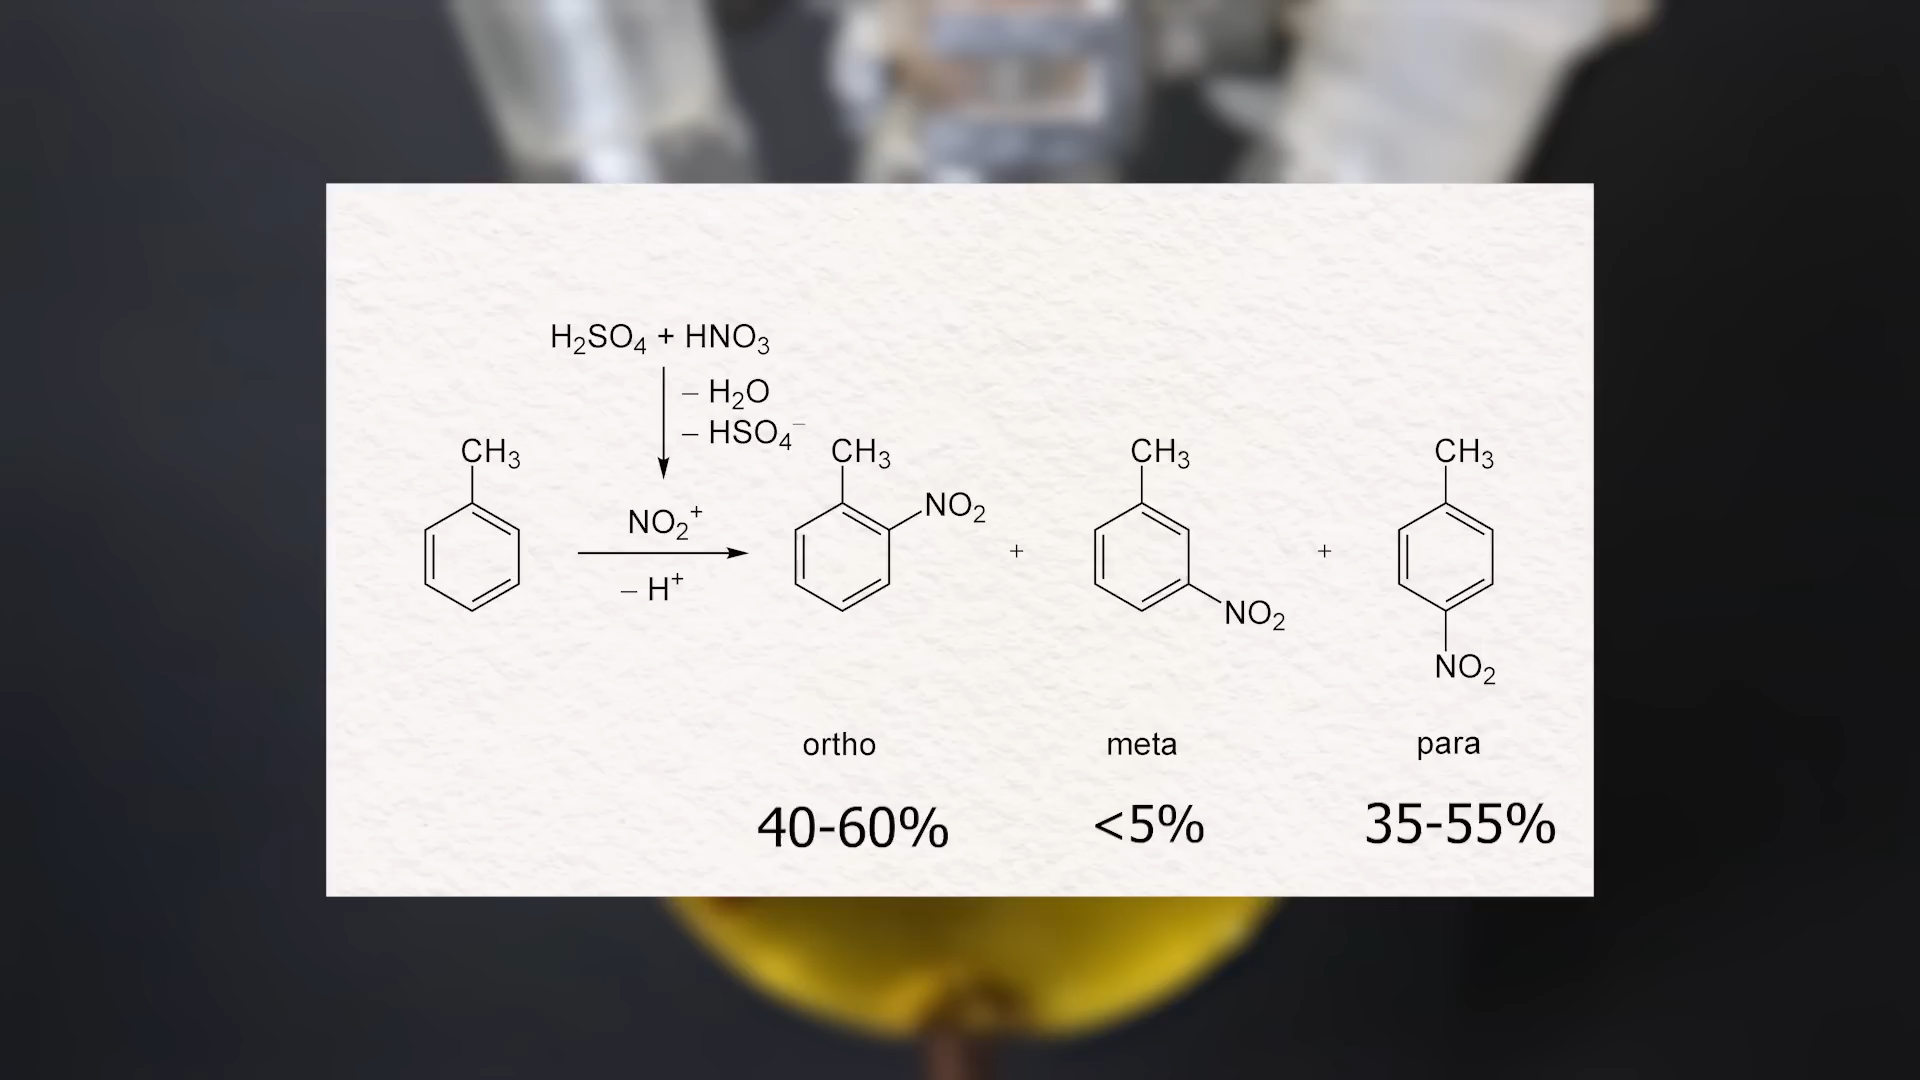 H2SO4 + HNO3
– H2O
– HSO4⁻
CH3
CH3
CH3
CH3
NO2⁺
NO2
+
+
– H⁺
NO2
NO2
ortho
meta
para
40-60%
<5%
35-55%